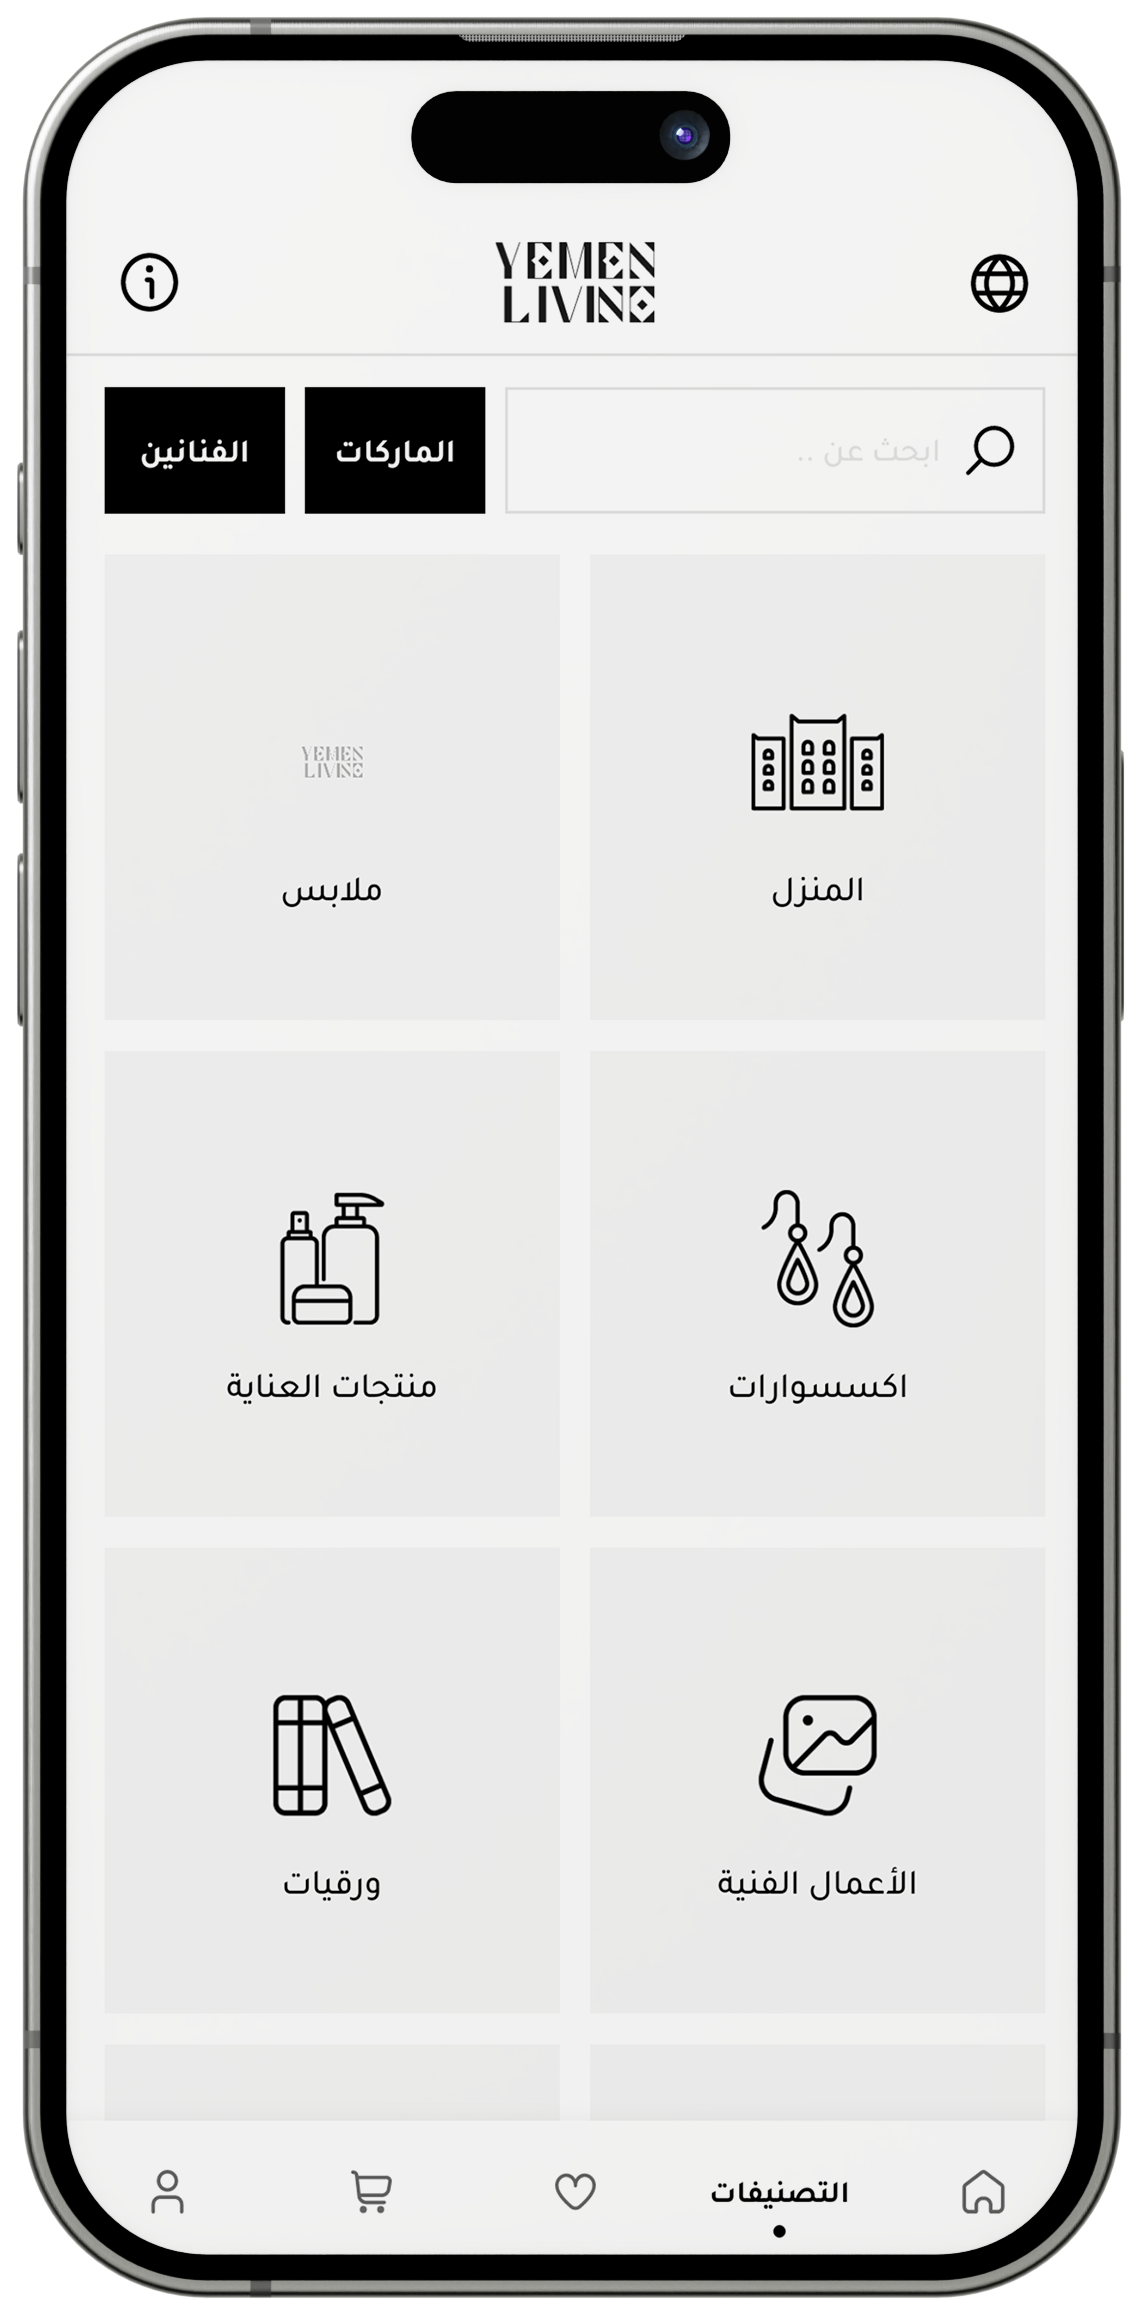 YEMEN
LIVING
ابحث عن ..
الماركات
الفنانين
المنزل
YEMEN
LIVING
ملابس
اكسسوارات
منتجات العناية
الأعمال الفنية
ورقيات
التصنيفات